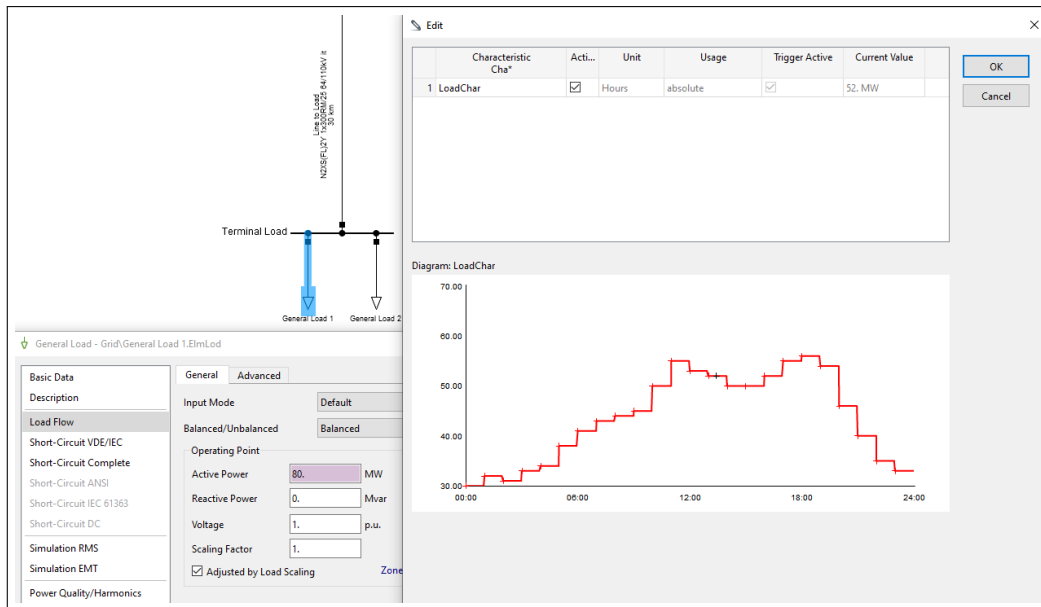 N2XS(FL)2Y 1x300RM/25 64/110kV it
Line to Load
30 km
Terminal Load
General Load 1
General Load 2
General Load - Grid\General Load 1.ElmLod
Basic Data
Description
Load Flow
Short-Circuit VDE/IEC
Short-Circuit Complete
Short-Circuit ANSI
Short-Circuit IEC 61363
Short-Circuit DC
Simulation RMS
Simulation EMT
Power Quality/Harmonics
General
Advanced
Input Mode
Default
Balanced/Unbalanced
Balanced
Operating Point
Active Power
80.
MW
Reactive Power
0.
Mvar
Voltage
1.
p.u.
Scaling Factor
1.
Adjusted by Load Scaling
Zone
Edit
Characteristic
Cha*
Acti...
Unit
Usage
Trigger Active
Current Value
1
LoadChar
Hours
absolute
52. MW
OK
Cancel
Diagram: LoadChar
70.00
60.00
50.00
40.00
30.00
00:00
06:00
12:00
18:00
24:00